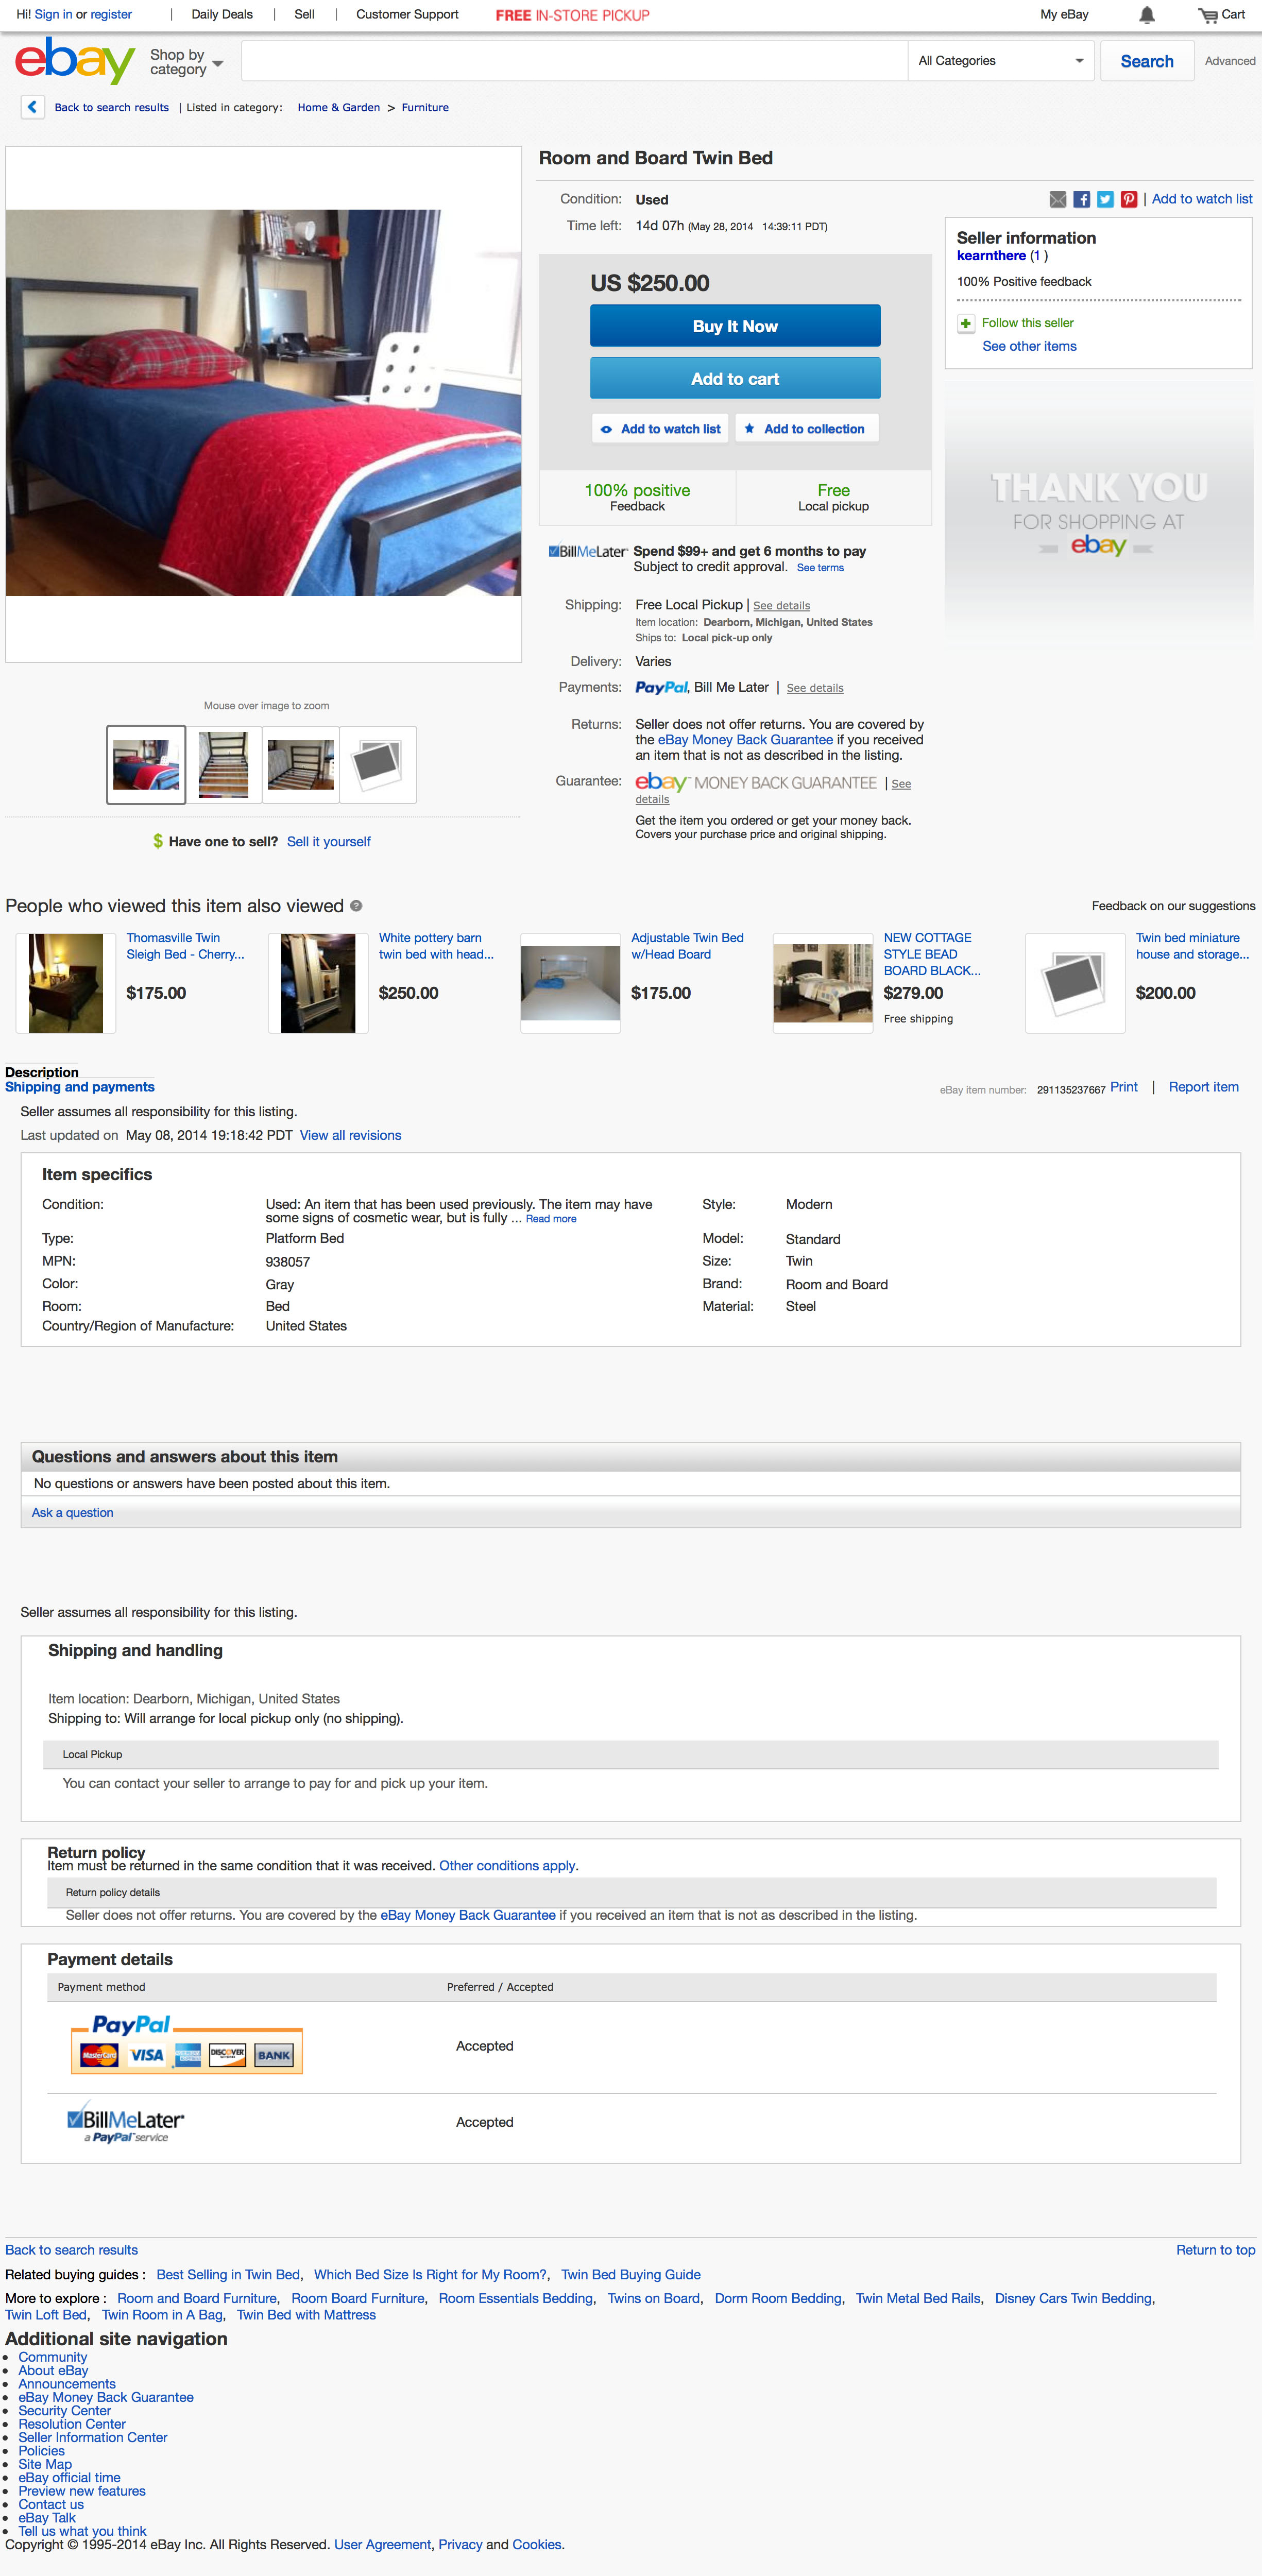 Hi! Sign in or register | Daily Deals | Sell | Customer Support FREE IN-STORE PICKUP My eBay Cart
ebay Shop by category All Categories Search Advanced
Back to search results | Listed in category: Home & Garden > Furniture
Room and Board Twin Bed
Condition: Used
| Add to watch list
Time left: 14d 07h (May 28, 2014 14:39:11 PDT)
Seller information
kearnthere (1 )
100% Positive feedback
Follow this seller
See other items
US $250.00
Buy It Now
Add to cart
Add to watch list Add to collection
100% positive
Feedback
Free
Local pickup
THANK YOU
FOR SHOPPING AT
ebay
BillMeLater Spend $99+ and get 6 months to pay
Subject to credit approval. See terms
Shipping: Free Local Pickup | See details
Item location: Dearborn, Michigan, United States
Ships to: Local pick-up only
Delivery: Varies
Payments: PayPal, Bill Me Later | See details
Returns: Seller does not offer returns. You are covered by
the eBay Money Back Guarantee if you received
an item that is not as described in the listing.
Guarantee: ebay MONEY BACK GUARANTEE | See
details
Get the item you ordered or get your money back.
Covers your purchase price and original shipping.
Mouse over image to zoom
$ Have one to sell? Sell it yourself
People who viewed this item also viewed ? Feedback on our suggestions
Thomasville Twin
Sleigh Bed - Cherry...
$175.00
White pottery barn
twin bed with head...
$250.00
Adjustable Twin Bed
w/Head Board
$175.00
NEW COTTAGE
STYLE BEAD
BOARD BLACK...
$279.00
Free shipping
Twin bed miniature
house and storage...
$200.00
Description
Shipping and payments eBay item number: 291135237667 Print | Report item
Seller assumes all responsibility for this listing.
Last updated on May 08, 2014 19:18:42 PDT View all revisions
Item specifics
Condition: Used: An item that has been used previously. The item may have
some signs of cosmetic wear, but is fully ... Read more
Style: Modern
Type: Platform Bed Model: Standard
MPN: 938057 Size: Twin
Color: Gray Brand: Room and Board
Room: Bed Material: Steel
Country/Region of Manufacture: United States
Questions and answers about this item
No questions or answers have been posted about this item.
Ask a question
Seller assumes all responsibility for this listing.
Shipping and handling
Item location: Dearborn, Michigan, United States
Shipping to: Will arrange for local pickup only (no shipping).
Local Pickup
You can contact your seller to arrange to pay for and pick up your item.
Return policy
Item must be returned in the same condition that it was received. Other conditions apply.
Return policy details
Seller does not offer returns. You are covered by the eBay Money Back Guarantee if you received an item that is not as described in the listing.
Payment details
Payment method Preferred / Accepted
PayPal
MasterCard VISA AMERICAN EXPRESS DISCOVER BANK
Accepted
BillMeLater
a PayPal service
Accepted
Back to search results Return to top
Related buying guides : Best Selling in Twin Bed, Which Bed Size Is Right for My Room?, Twin Bed Buying Guide
More to explore : Room and Board Furniture, Room Board Furniture, Room Essentials Bedding, Twins on Board, Dorm Room Bedding, Twin Metal Bed Rails, Disney Cars Twin Bedding,
Twin Loft Bed, Twin Room in A Bag, Twin Bed with Mattress
Additional site navigation
Community
About eBay
Announcements
eBay Money Back Guarantee
Security Center
Resolution Center
Seller Information Center
Policies
Site Map
eBay official time
Preview new features
Contact us
eBay Talk
Tell us what you think
Copyright © 1995-2014 eBay Inc. All Rights Reserved. User Agreement, Privacy and Cookies.